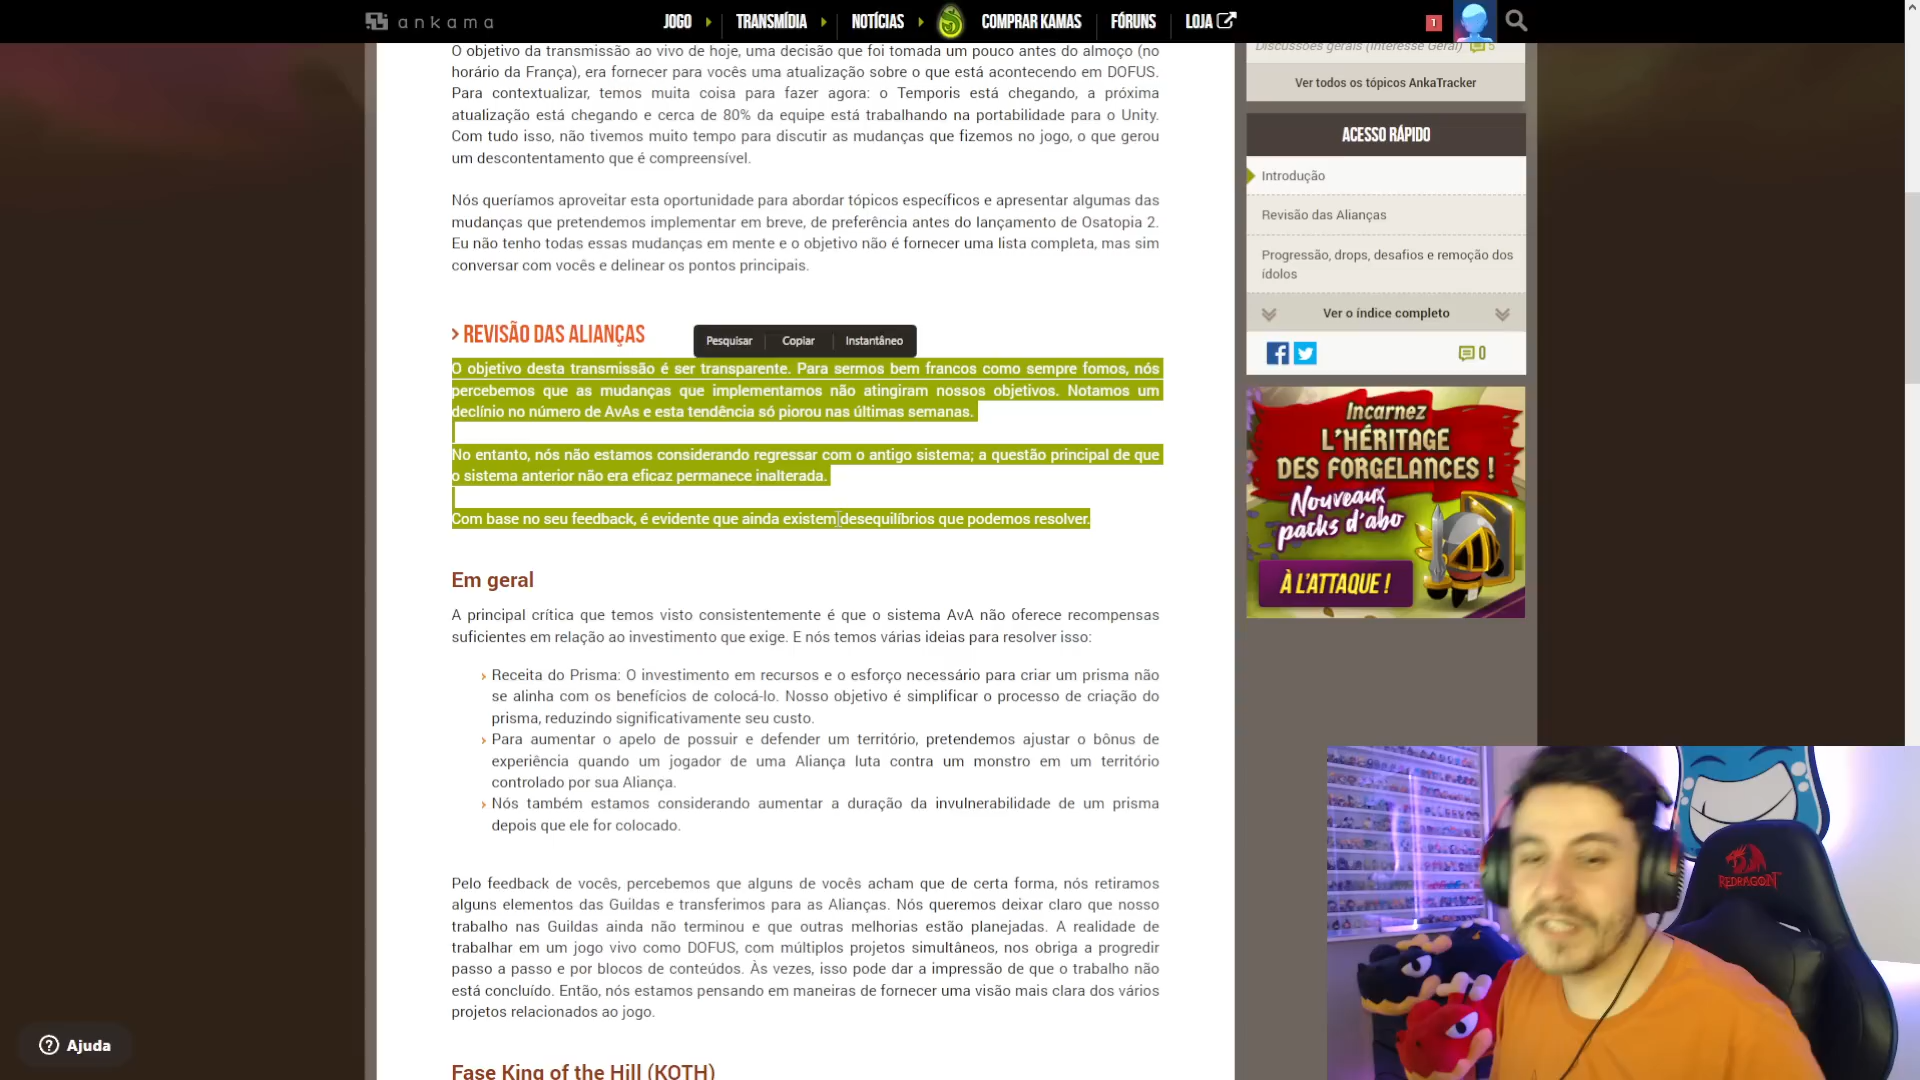 ankama
JOGO
TRANSMÍDIA
NOTÍCIAS
COMPRAR KAMAS
FÓRUNS
LOJA
1
O objetivo da transmissão ao vivo de hoje, uma decisão que foi tomada um pouco antes do almoço (no
horário da França), era fornecer para vocês uma atualização sobre o que está acontecendo em DOFUS.
Para contextualizar, temos muita coisa para fazer agora: o Temporis está chegando, a próxima
atualização está chegando e cerca de 80% da equipe está trabalhando na portabilidade para o Unity.
Com tudo isso, não tivemos muito tempo para discutir as mudanças que fizemos no jogo, o que gerou
um descontentamento que é compreensível.
Nós queríamos aproveitar esta oportunidade para abordar tópicos específicos e apresentar algumas das
mudanças que pretendemos implementar em breve, de preferência antes do lançamento de Osatopia 2.
Eu não tenho todas essas mudanças em mente e o objetivo não é fornecer uma lista completa, mas sim
conversar com vocês e delinear os pontos principais.
REVISÃO DAS ALIANÇAS
Pesquisar
Copiar
Instantâneo
O objetivo desta transmissão é ser transparente. Para sermos bem francos como sempre fomos, nós
percebemos que as mudanças que implementamos não atingiram nossos objetivos. Notamos um
declínio no número de AvAs e esta tendência só piorou nas últimas semanas.
No entanto, nós não estamos considerando regressar com o antigo sistema; a questão principal de que
o sistema anterior não era eficaz permanece inalterada.
Com base no seu feedback, é evidente que ainda existem desequilíbrios que podemos resolver.
Em geral
A principal crítica que temos visto consistentemente é que o sistema AvA não oferece recompensas
suficientes em relação ao investimento que exige. E nós temos várias ideias para resolver isso:
Receita do Prisma: O investimento em recursos e o esforço necessário para criar um prisma não
se alinha com os benefícios de colocá-lo. Nosso objetivo é simplificar o processo de criação do
prisma, reduzindo significativamente seu custo.
Para aumentar o apelo de possuir e defender um território, pretendemos ajustar o bônus de
experiência quando um jogador de uma Aliança luta contra um monstro em um território
controlado por sua Aliança.
Nós também estamos considerando aumentar a duração da invulnerabilidade de um prisma
depois que ele for colocado.
Pelo feedback de vocês, percebemos que alguns de vocês acham que de certa forma, nós retiramos
alguns elementos das Guildas e transferimos para as Alianças. Nós queremos deixar claro que nosso
trabalho nas Guildas ainda não terminou e que outras melhorias estão planejadas. A realidade de
trabalhar em um jogo vivo como DOFUS, com múltiplos projetos simultâneos, nos obriga a progredir
passo a passo e por blocos de conteúdos. Às vezes, isso pode dar a impressão de que o trabalho não
está concluído. Então, nós estamos pensando em maneiras de fornecer uma visão mais clara dos vários
projetos relacionados ao jogo.
Fase King of the Hill (KOTH)
Discussões gerais (Interesse Geral) 5
Ver todos os tópicos AnkaTracker
ACESSO RÁPIDO
Introdução
Revisão das Alianças
Progressão, drops, desafios e remoção dos
ídolos
Ver o índice completo
0
Incarnez
L'HÉRITAGE
DES FORGELANCES !
Nouveaux
packs d'abo
À L'ATTAQUE !
REDRAGON
Ajuda